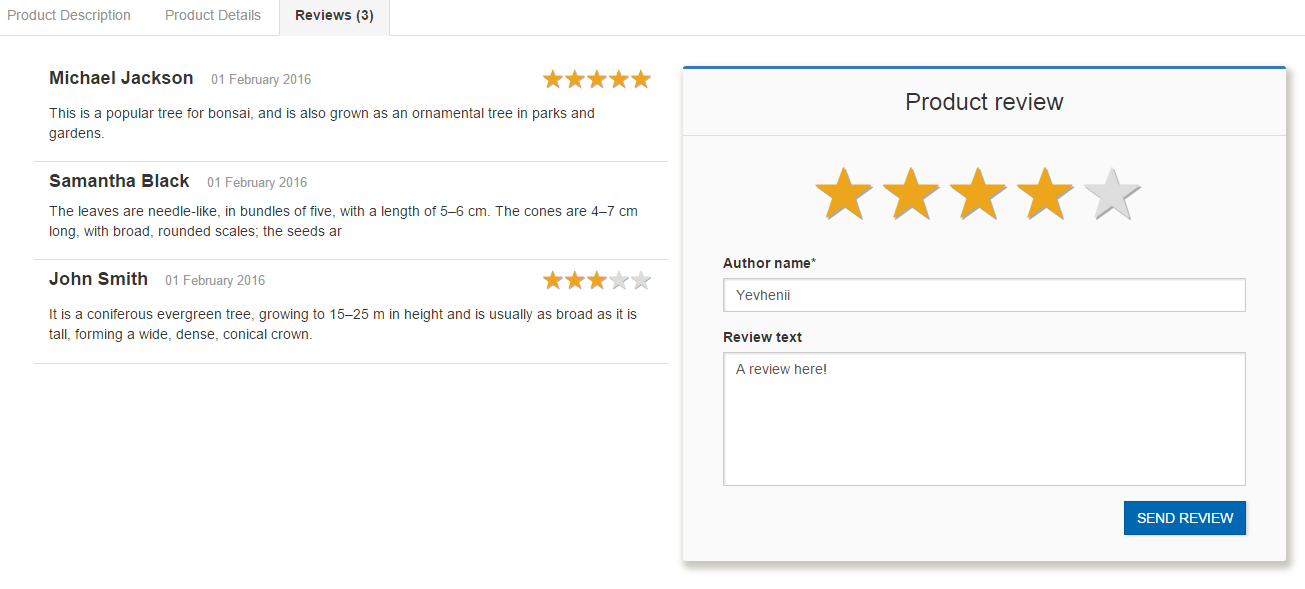 Product Description Product Details Reviews (3)
Michael Jackson 01 February 2016
This is a popular tree for bonsai, and is also grown as an ornamental tree in parks and
gardens.
Samantha Black 01 February 2016
The leaves are needle-like, in bundles of five, with a length of 5–6 cm. The cones are 4–7 cm
long, with broad, rounded scales; the seeds ar
John Smith 01 February 2016
It is a coniferous evergreen tree, growing to 15–25 m in height and is usually as broad as it is
tall, forming a wide, dense, conical crown.
Product review
Author name*
Yevhenii
Review text
A review here!
SEND REVIEW